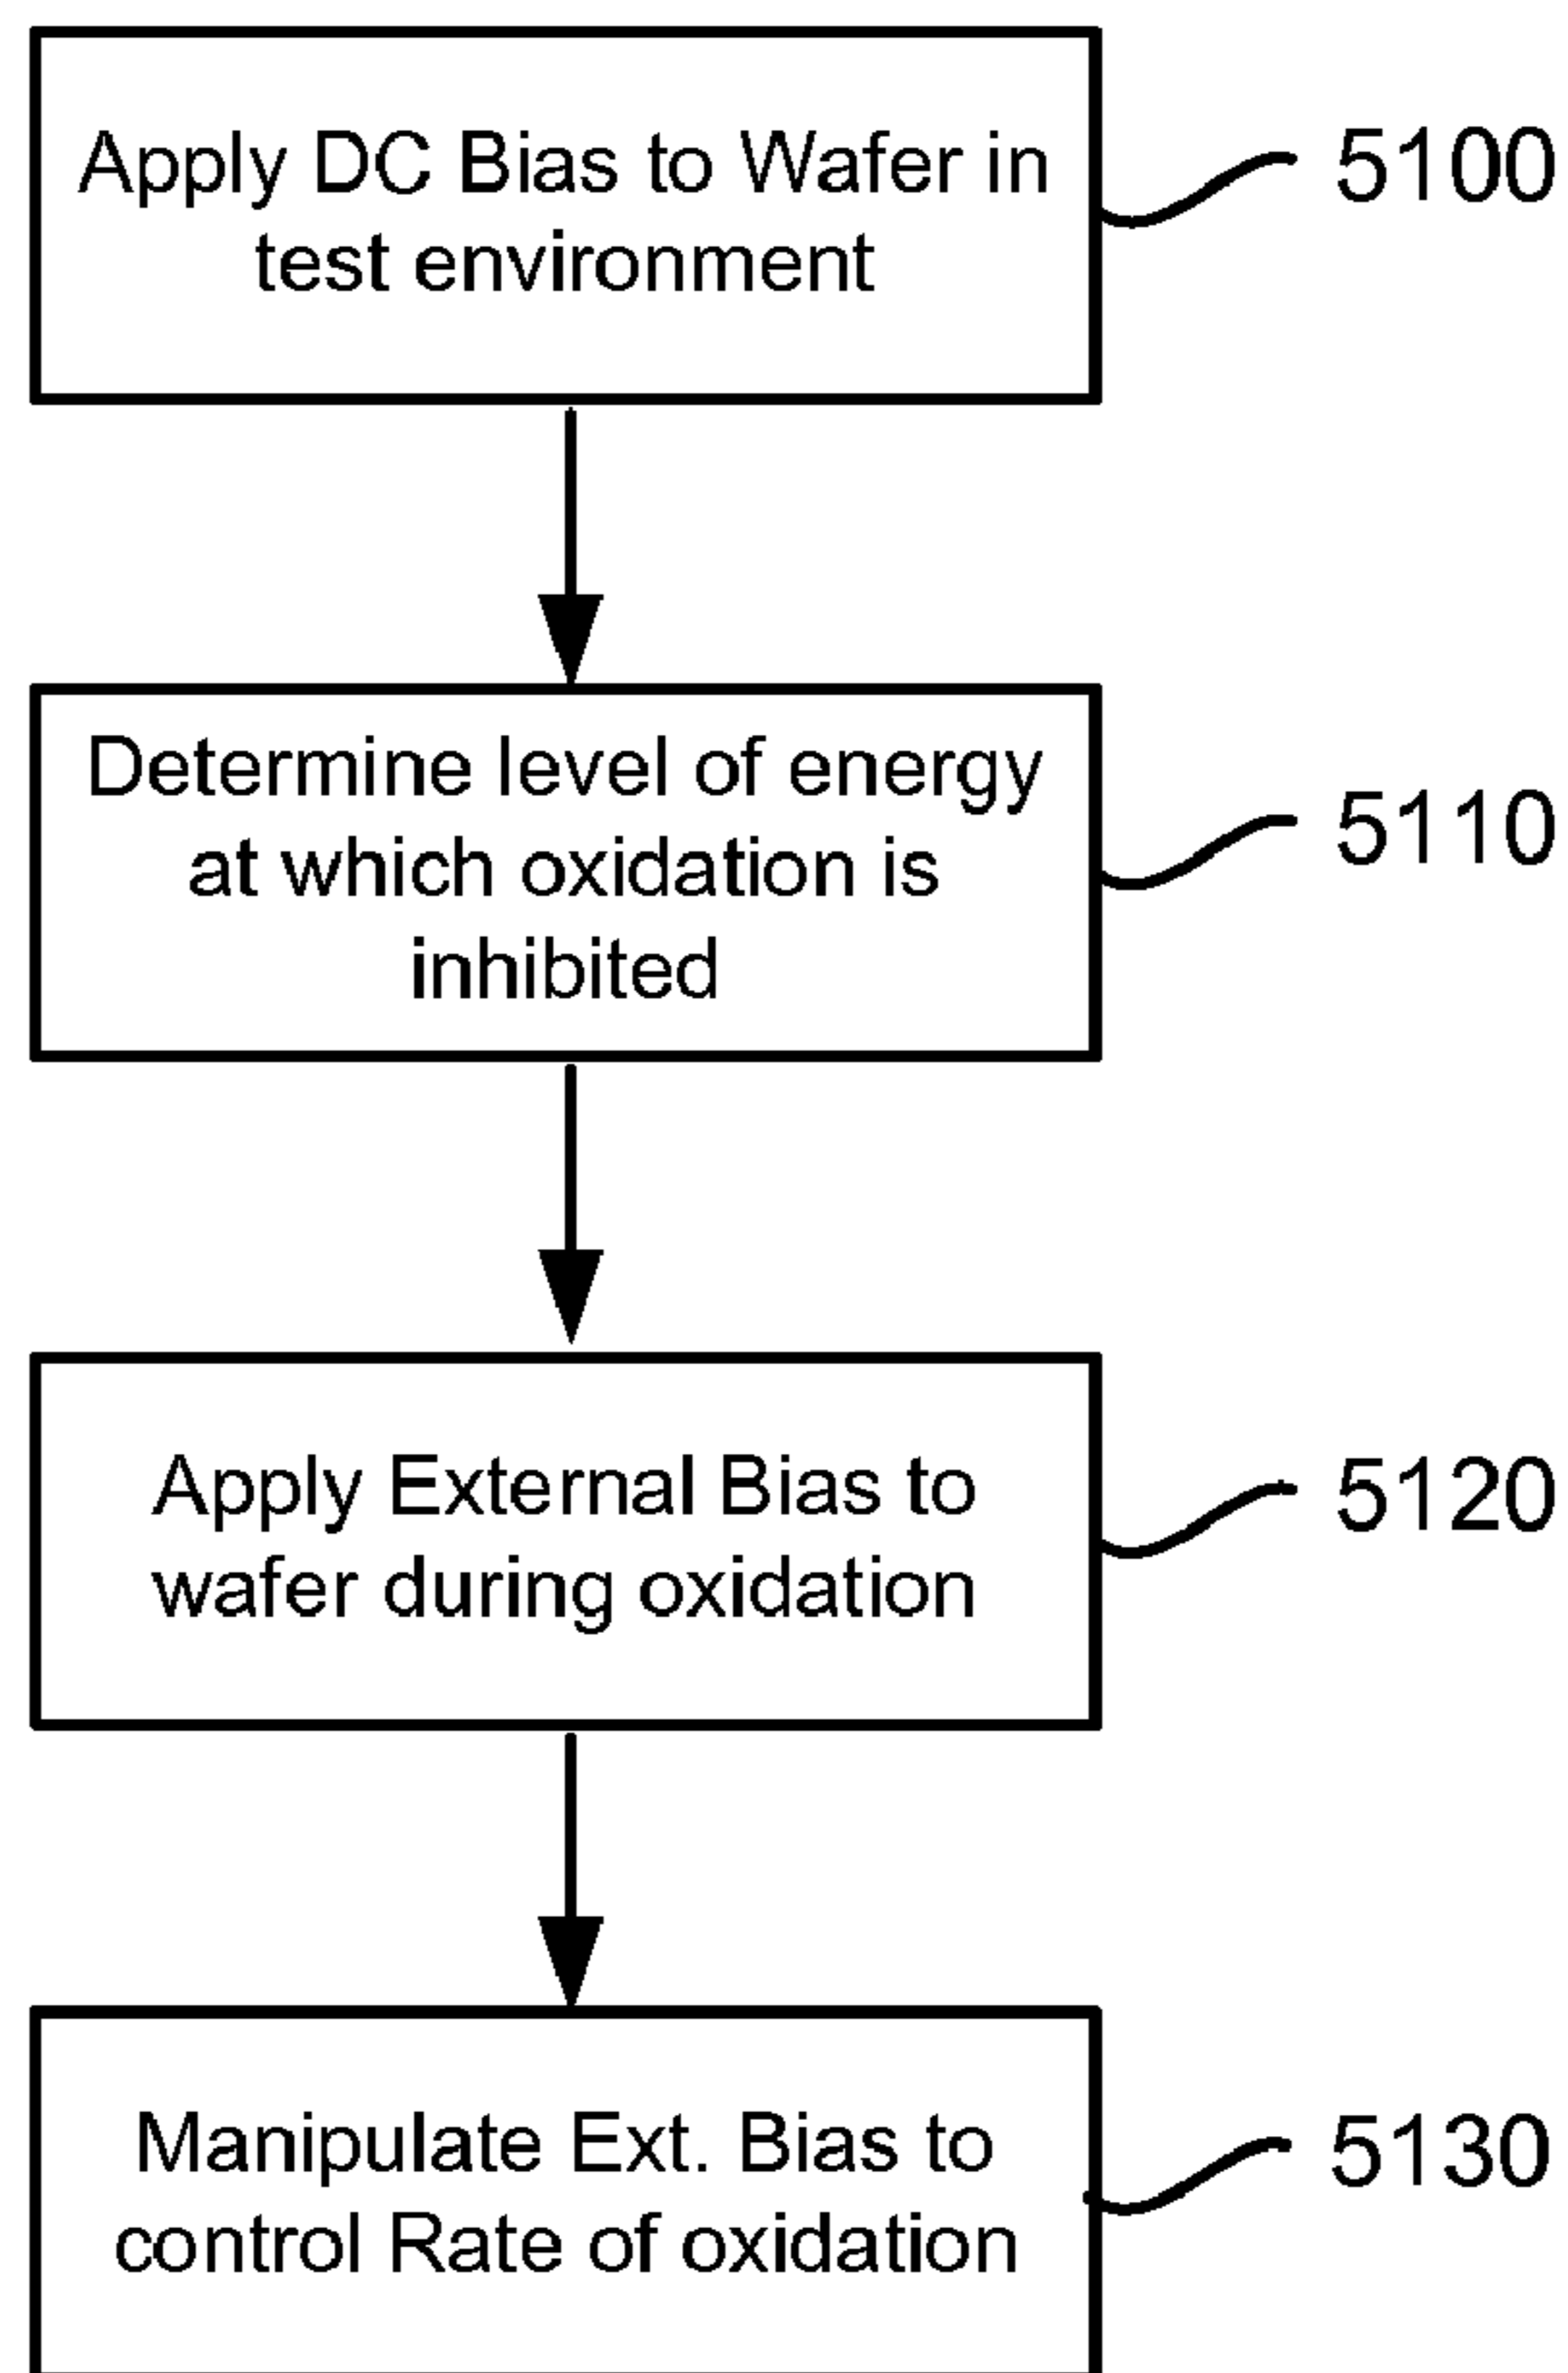 Apply DC Bias to Wafer in
test environment
5100
Determine level of energy
at which oxidation is
inhibited
5110
Apply External Bias to
wafer during oxidation
5120
Manipulate Ext. Bias to
control Rate of oxidation
5130